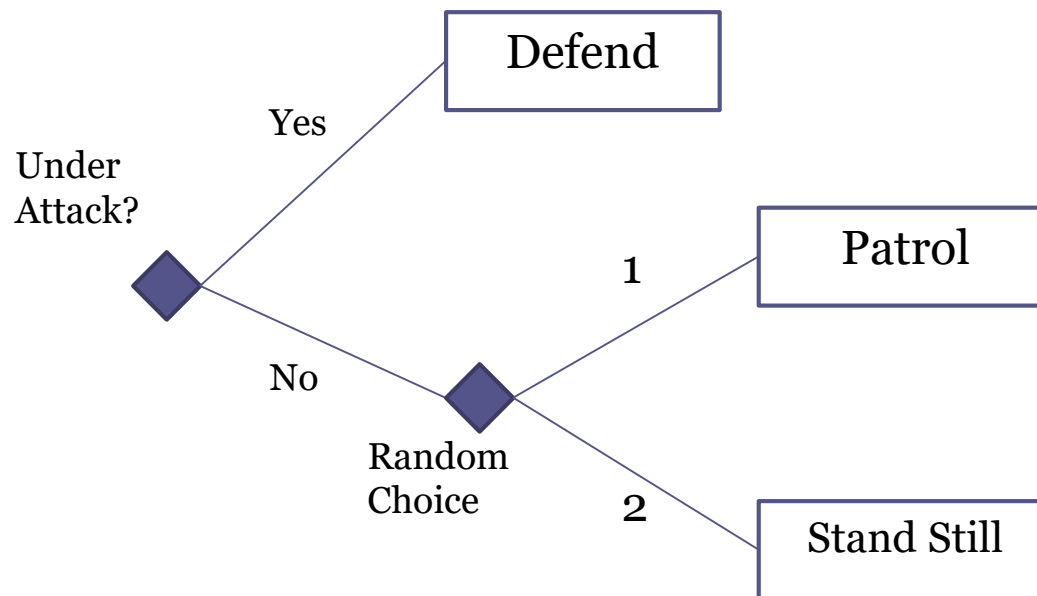 Defend
Yes
Under
Attack?
Patrol
1
No
Random
Choice
2
Stand Still